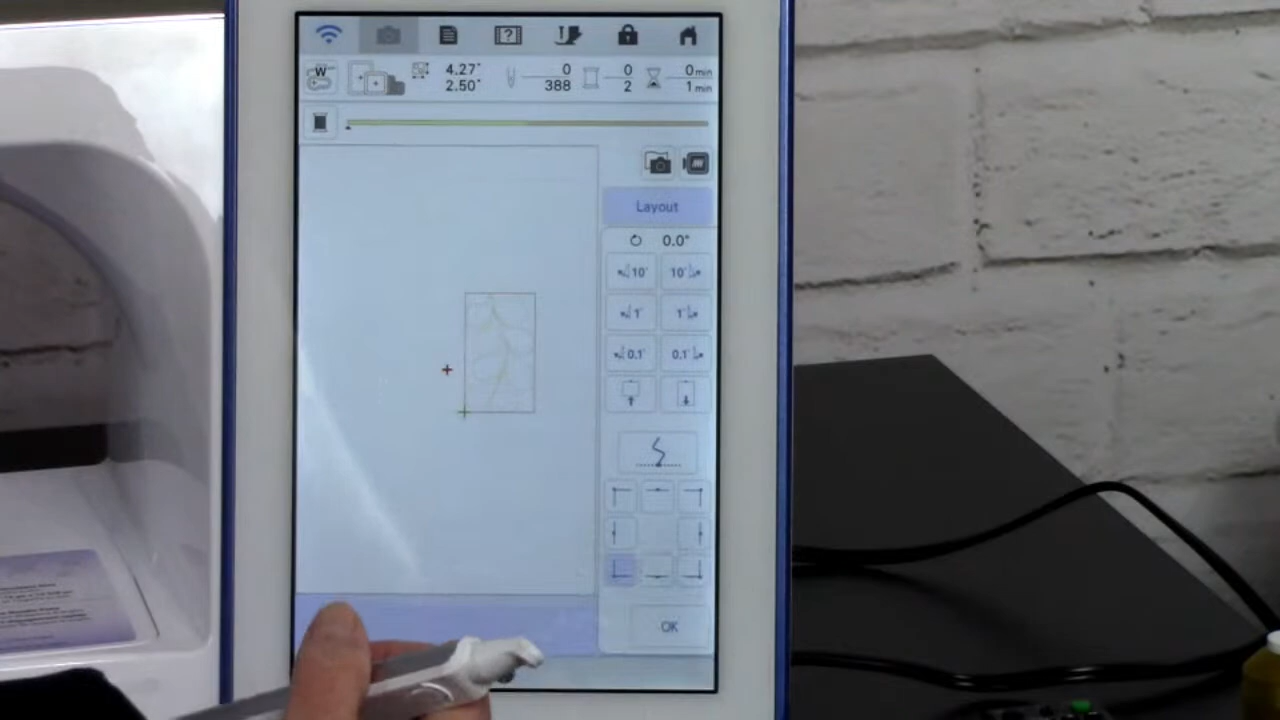 W
4.27"
2.50"
0
388
0
2
0 min
1 min
?
Layout
0.0°
10° 10°
1° 1°
0.1° 0.1°
OK